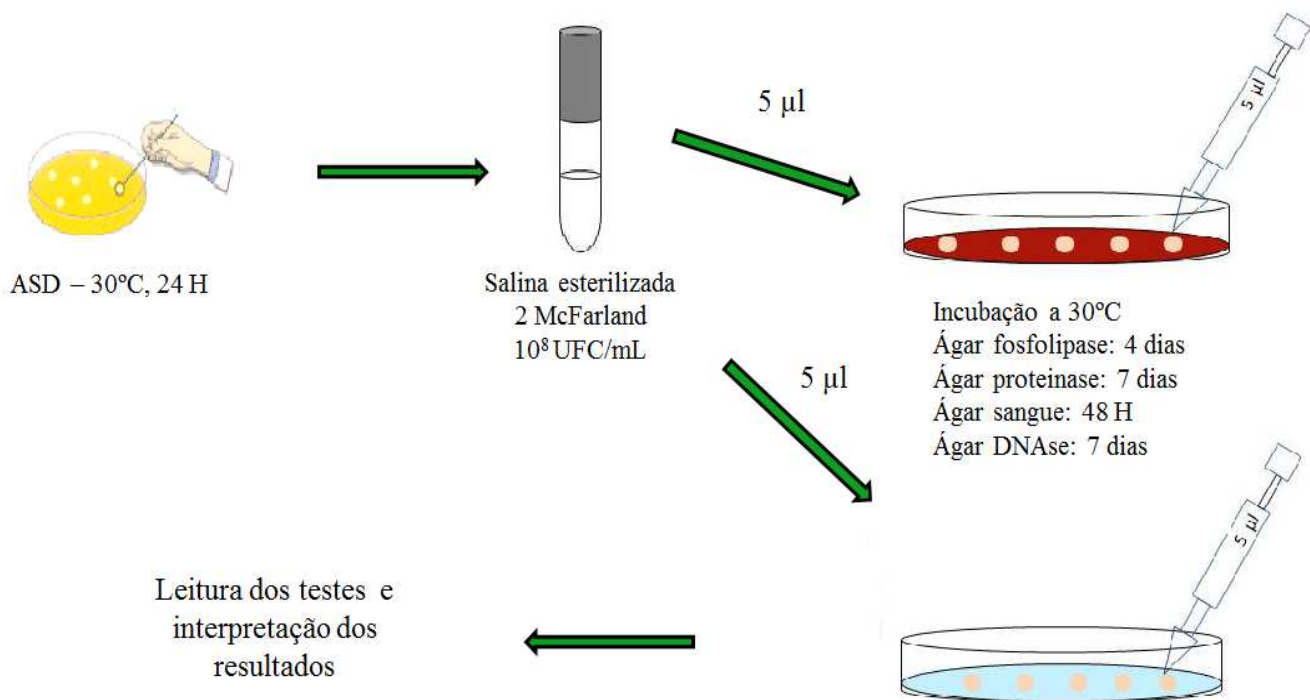 ASD – 30ºC, 24 H
Salina esterilizada
2 McFarland
10⁸ UFC/mL
5 µl
5 µl
Incubação a 30ºC
Ágar fosfolipase: 4 dias
Ágar proteinase: 7 dias
Ágar sangue: 48 H
Ágar DNAse: 7 dias
5 µl
5 µl
Leitura dos testes e
interpretação dos
resultados